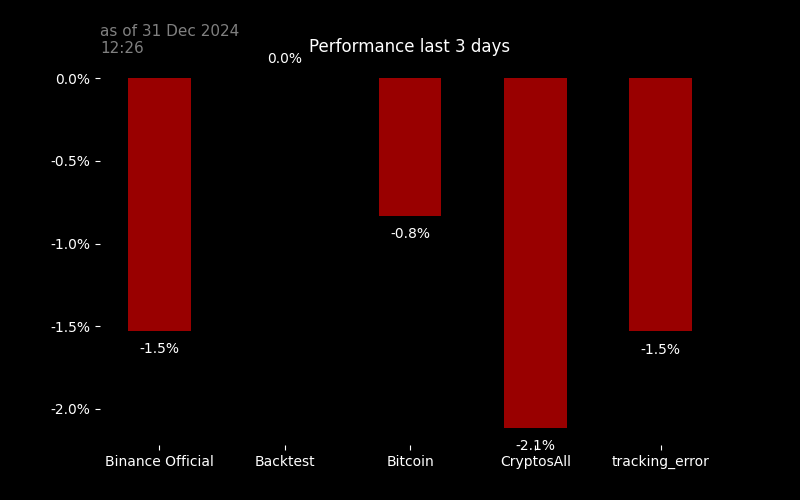 as of 31 Dec 2024
12:26
Performance last 3 days
0.0%
0.0%
-0.5%
-1.0%
-1.5%
-2.0%
-0.8%
-1.5%
-1.5%
-2.1%
Binance Official
Backtest
Bitcoin
CryptosAll
tracking_error